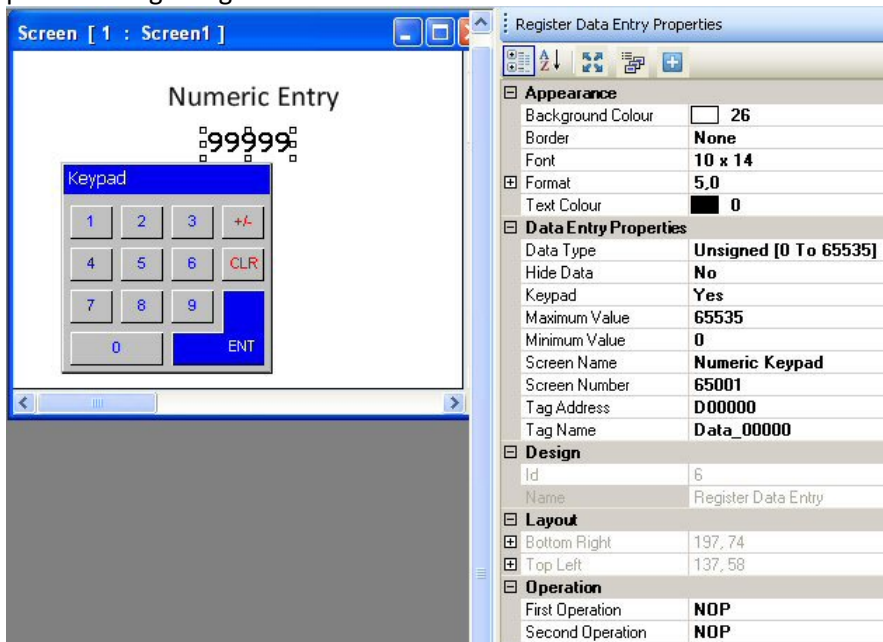 Screen [ 1 : Screen1 ]
Numeric Entry
99999
Keypad
1 2 3 +/-
4 5 6 CLR
7 8 9
0 ENT
Register Data Entry Properties
Appearance
Background Colour 26
Border None
Font 10 x 14
Format 5,0
Text Colour 0
Data Entry Properties
Data Type Unsigned [0 To 65535]
Hide Data No
Keypad Yes
Maximum Value 65535
Minimum Value 0
Screen Name Numeric Keypad
Screen Number 65001
Tag Address D00000
Tag Name Data_00000
Design
Id 6
Name Register Data Entry
Layout
Bottom Right 197, 74
Top Left 137, 58
Operation
First Operation NOP
Second Operation NOP